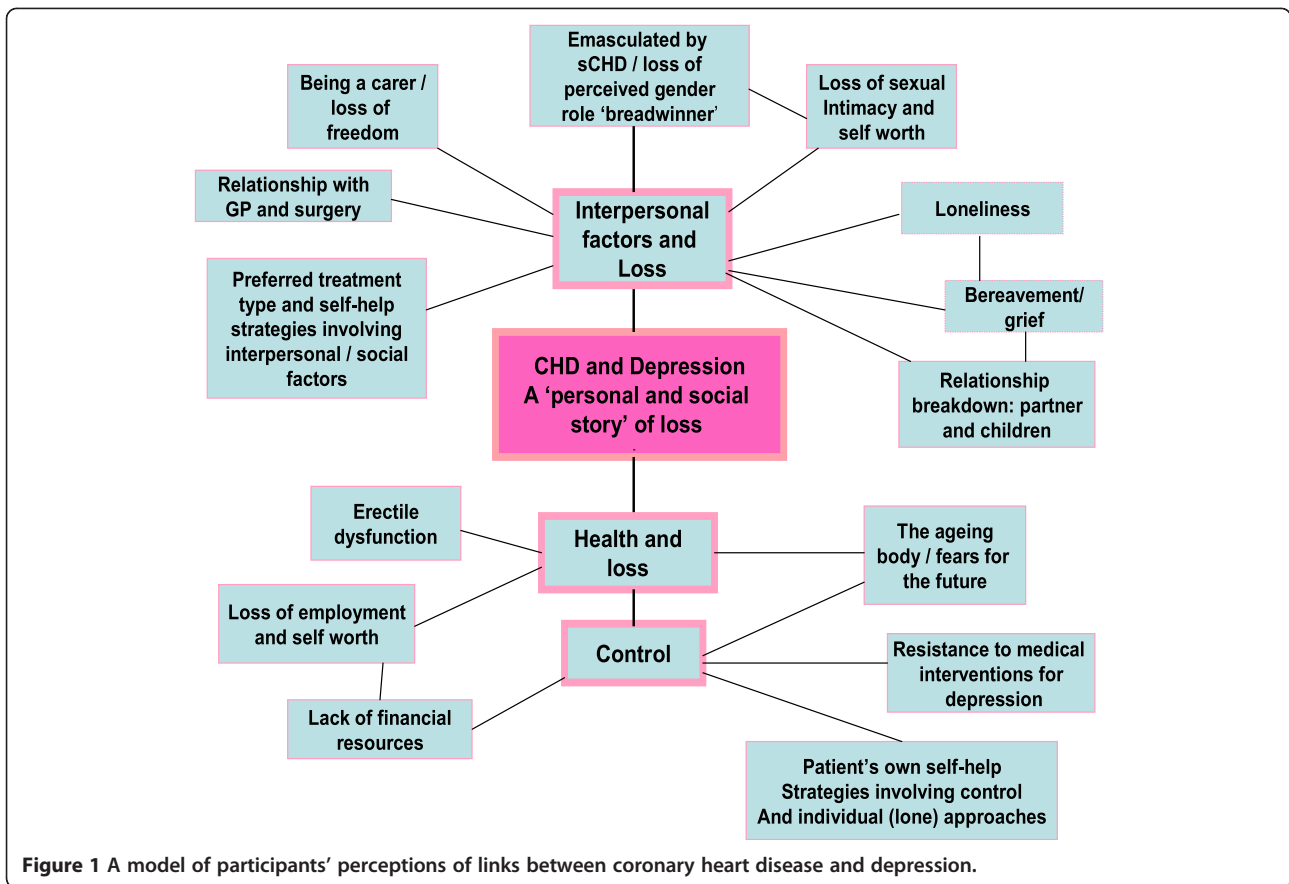 Emasculated by
sCHD / loss of
perceived gender
role ‘breadwinner’
Being a carer /
loss of
freedom
Loss of sexual
Intimacy and
self worth
Relationship with
GP and surgery
Interpersonal
factors and
Loss
Loneliness
Preferred treatment
type and self-help
strategies involving
interpersonal / social
factors
Bereavement/
grief
CHD and Depression
A ‘personal and social
story’ of loss
Relationship
breakdown: partner
and children
Erectile
dysfunction
Health and
loss
The ageing
body / fears for
the future
Loss of employment
and self worth
Control
Resistance to medical
interventions for
depression
Lack of financial
resources
Patient’s own self-help
Strategies involving control
And individual (lone) approaches
Figure 1 A model of participants’ perceptions of links between coronary heart disease and depression.